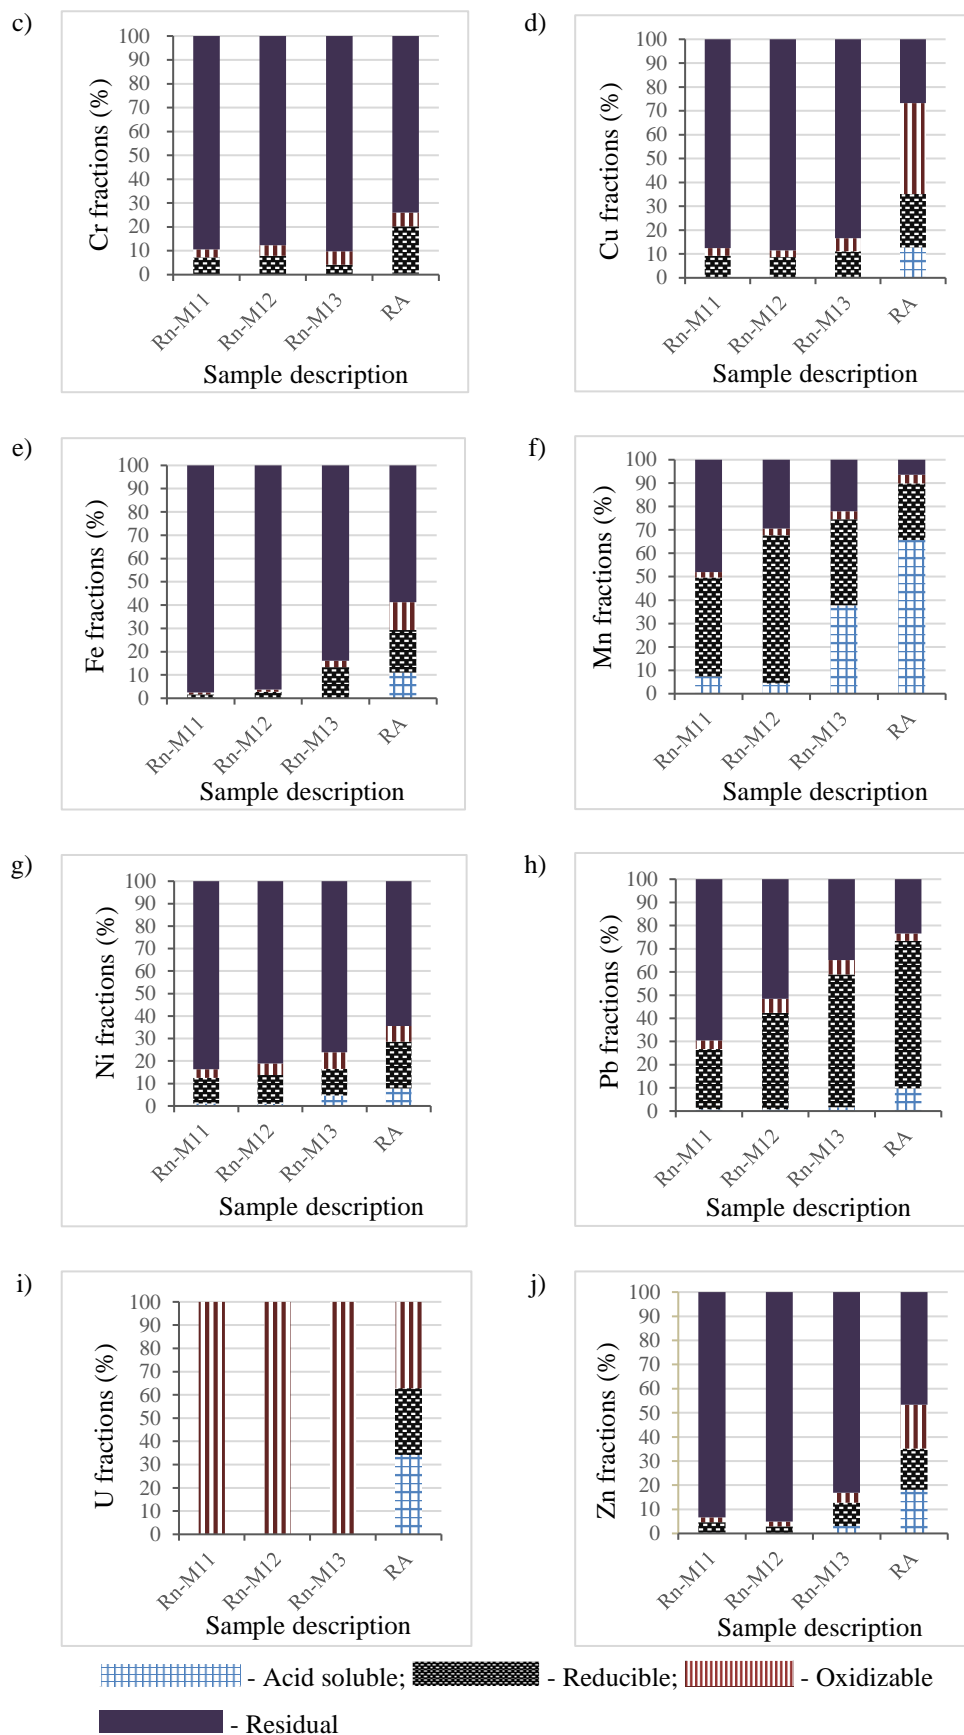 c)
Cr fractions (%)
100
90
80
70
60
50
40
30
20
10
0
Rn-M11
Rn-M12
Rn-M13
RA
Sample description
d)
Cu fractions (%)
100
90
80
70
60
50
40
30
20
10
0
Rn-M11
Rn-M12
Rn-M13
RA
Sample description
e)
Fe fractions (%)
100
90
80
70
60
50
40
30
20
10
0
Rn-M11
Rn-M12
Rn-M13
RA
Sample description
f)
Mn fractions (%)
100
90
80
70
60
50
40
30
20
10
0
Rn-M11
Rn-M12
Rn-M13
RA
Sample description
g)
Ni fractions (%)
100
90
80
70
60
50
40
30
20
10
0
Rn-M11
Rn-M12
Rn-M13
RA
Sample description
h)
Pb fractions (%)
100
90
80
70
60
50
40
30
20
10
0
Rn-M11
Rn-M12
Rn-M13
RA
Sample description
i)
U fractions (%)
100
90
80
70
60
50
40
30
20
10
0
Rn-M11
Rn-M12
Rn-M13
RA
Sample description
j)
Zn fractions (%)
100
90
80
70
60
50
40
30
20
10
0
Rn-M11
Rn-M12
Rn-M13
RA
Sample description
- Acid soluble; - Reducible; - Oxidizable
- Residual